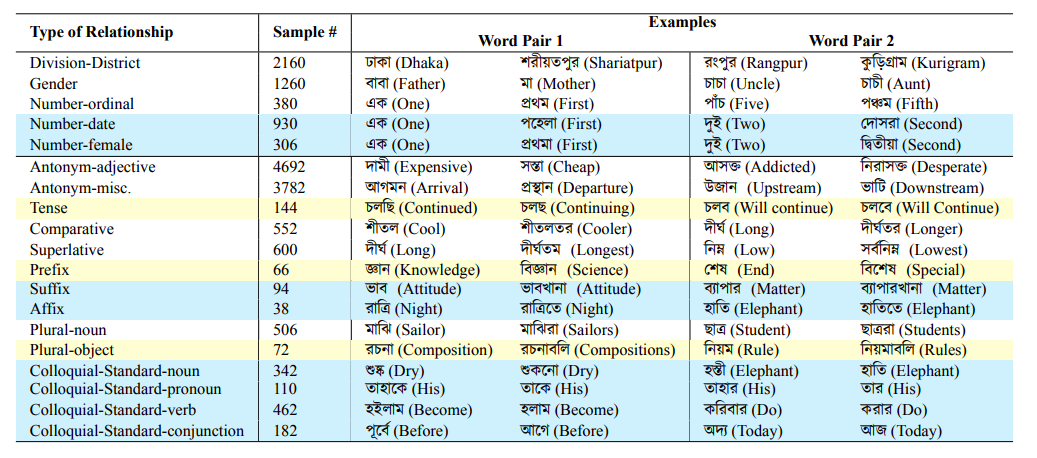 Examples
Type of Relationship Sample # Word Pair 1 Word Pair 2
Division-District 2160 ঢাকা (Dhaka) শরীয়তপুর (Shariatpur) রংপুর (Rangpur) কুড়িগ্রাম (Kurigram)
Gender 1260 বাবা (Father) মা (Mother) চাচা (Uncle) চাচী (Aunt)
Number-ordinal 380 এক (One) প্রথম (First) পাঁচ (Five) পঞ্চম (Fifth)
Number-date 930 এক (One) পহেলা (First) দুই (Two) দোসরা (Second)
Number-female 306 এক (One) প্রথমা (First) দুই (Two) দ্বিতীয়া (Second)
Antonym-adjective 4692 দামী (Expensive) সস্তা (Cheap) আসক্ত (Addicted) নিরাসক্ত (Desperate)
Antonym-misc. 3782 আগমন (Arrival) প্রস্থান (Departure) উজান (Upstream) ভাটি (Downstream)
Tense 144 চলছি (Continued) চলছ (Continuing) চলব (Will continue) চলবে (Will Continue)
Comparative 552 শীতল (Cool) শীতলতর (Cooler) দীর্ঘ (Long) দীর্ঘতর (Longer)
Superlative 600 দীর্ঘ (Long) দীর্ঘতম (Longest) নিম্ন (Low) সর্বনিম্ন (Lowest)
Prefix 66 জ্ঞান (Knowledge) বিজ্ঞান (Science) শেষ (End) বিশেষ (Special)
Suffix 94 ভাব (Attitude) ভাবখানা (Attitude) ব্যাপার (Matter) ব্যাপারখানা (Matter)
Affix 38 রাত্রি (Night) রাত্রিতে (Night) হাতি (Elephant) হাতিতে (Elephant)
Plural-noun 506 মাঝি (Sailor) মাঝিরা (Sailors) ছাত্র (Student) ছাত্ররা (Students)
Plural-object 72 রচনা (Composition) রচনাবলি (Compositions) নিয়ম (Rule) নিয়মাবলি (Rules)
Colloquial-Standard-noun 342 শুষ্ক (Dry) শুকনো (Dry) হস্তী (Elephant) হাতি (Elephant)
Colloquial-Standard-pronoun 110 তাহাকে (His) তাকে (His) তাহার (His) তার (His)
Colloquial-Standard-verb 462 হইলাম (Become) হলাম (Become) করিবার (Do) করার (Do)
Colloquial-Standard-conjunction 182 পূর্বে (Before) আগে (Before) অদ্য (Today) আজ (Today)